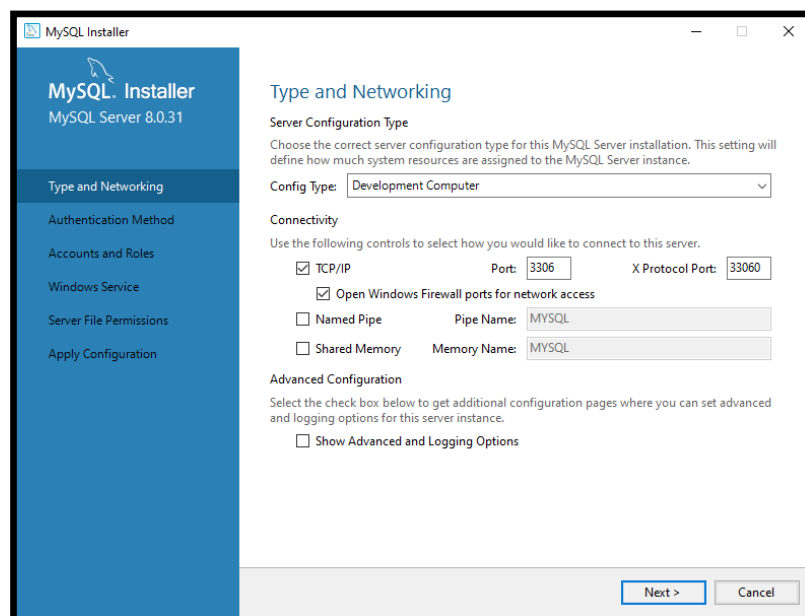 MySQL Installer
MySQL. Installer
MySQL Server 8.0.31
Type and Networking
Authentication Method
Accounts and Roles
Windows Service
Server File Permissions
Apply Configuration
Type and Networking
Server Configuration Type
Choose the correct server configuration type for this MySQL Server installation. This setting will
define how much system resources are assigned to the MySQL Server instance.
Config Type: Development Computer
Connectivity
Use the following controls to select how you would like to connect to this server.
TCP/IP Port: 3306 X Protocol Port: 33060
Open Windows Firewall ports for network access
Named Pipe Pipe Name: MYSQL
Shared Memory Memory Name: MYSQL
Advanced Configuration
Select the check box below to get additional configuration pages where you can set advanced
and logging options for this server instance.
Show Advanced and Logging Options
Next > Cancel